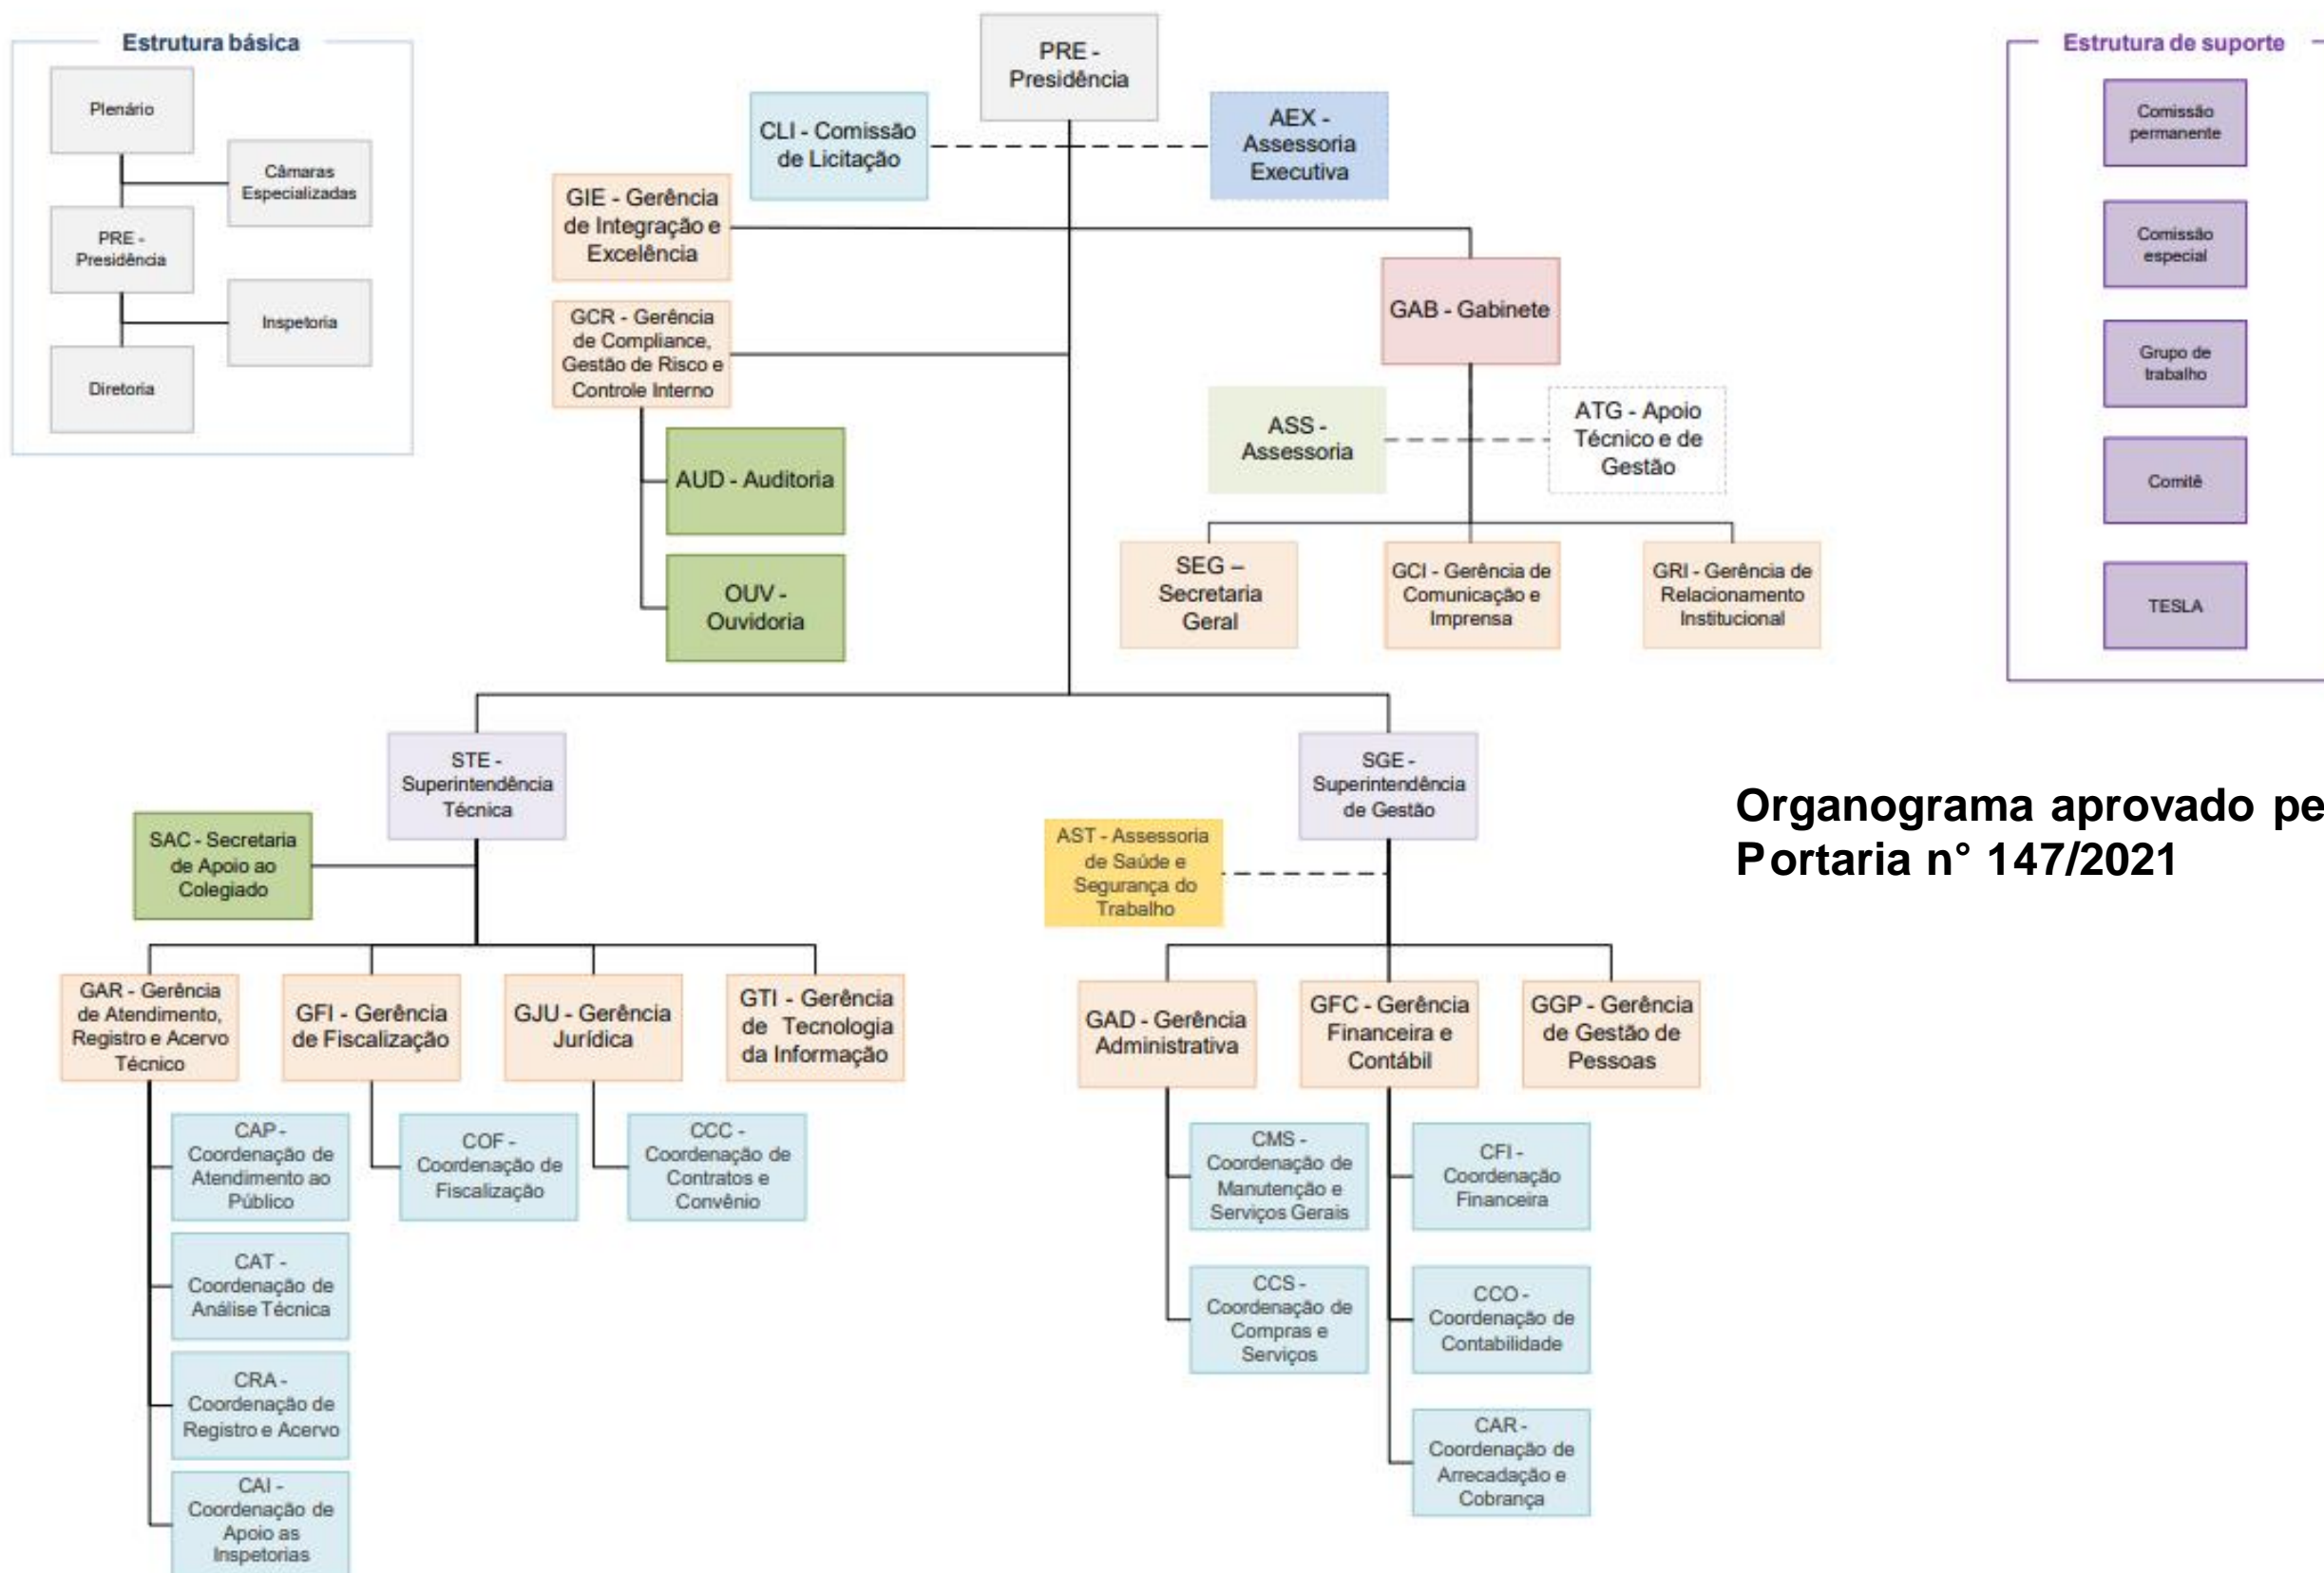 Estrutura básica
Plenário
Câmaras
Especializadas
PRE -
Presidência
Inspetoria
Diretoria
PRE -
Presidência
CLI - Comissão
de Licitação
AEX -
Assessoria
Executiva
GIE - Gerência
de Integração e
Excelência
GCR - Gerência
de Compliance,
Gestão de Risco e
Controle Interno
AUD - Auditoria
OUV -
Ouvidoria
GAB - Gabinete
ASS -
Assessoria
ATG - Apoio
Técnico e de
Gestão
SEG –
Secretaria
Geral
GCI - Gerência de
Comunicação e
Imprensa
GRI - Gerência de
Relacionamento
Institucional
Estrutura de suporte
Comissão
permanente
Comissão
especial
Grupo de
trabalho
Comitê
TESLA
STE -
Superintendência
Técnica
SAC - Secretaria
de Apoio ao
Colegiado
GAR - Gerência
de Atendimento,
Registro e Acervo
Técnico
GFI - Gerência
de Fiscalização
GJU - Gerência
Jurídica
GTI - Gerência
de Tecnologia
da Informação
CAP -
Coordenação de
Atendimento ao
Público
COF -
Coordenação de
Fiscalização
CCC -
Coordenação de
Contratos e
Convênio
CAT -
Coordenação de
Análise Técnica
CRA -
Coordenação de
Registro e Acervo
CAI -
Coordenação de
Apoio as
Inspetorias
SGE -
Superintendência
de Gestão
AST - Assessoria
de Saúde e
Segurança do
Trabalho
GAD - Gerência
Administrativa
GFC - Gerência
Financeira e
Contábil
GGP - Gerência
de Gestão de
Pessoas
CMS -
Coordenação de
Manutenção e
Serviços Gerais
CFI -
Coordenação
Financeira
CCS -
Coordenação de
Compras e
Serviços
CCO -
Coordenação de
Contabilidade
CAR -
Coordenação de
Arrecadação e
Cobrança
Organograma aprovado pe
Portaria n° 147/2021